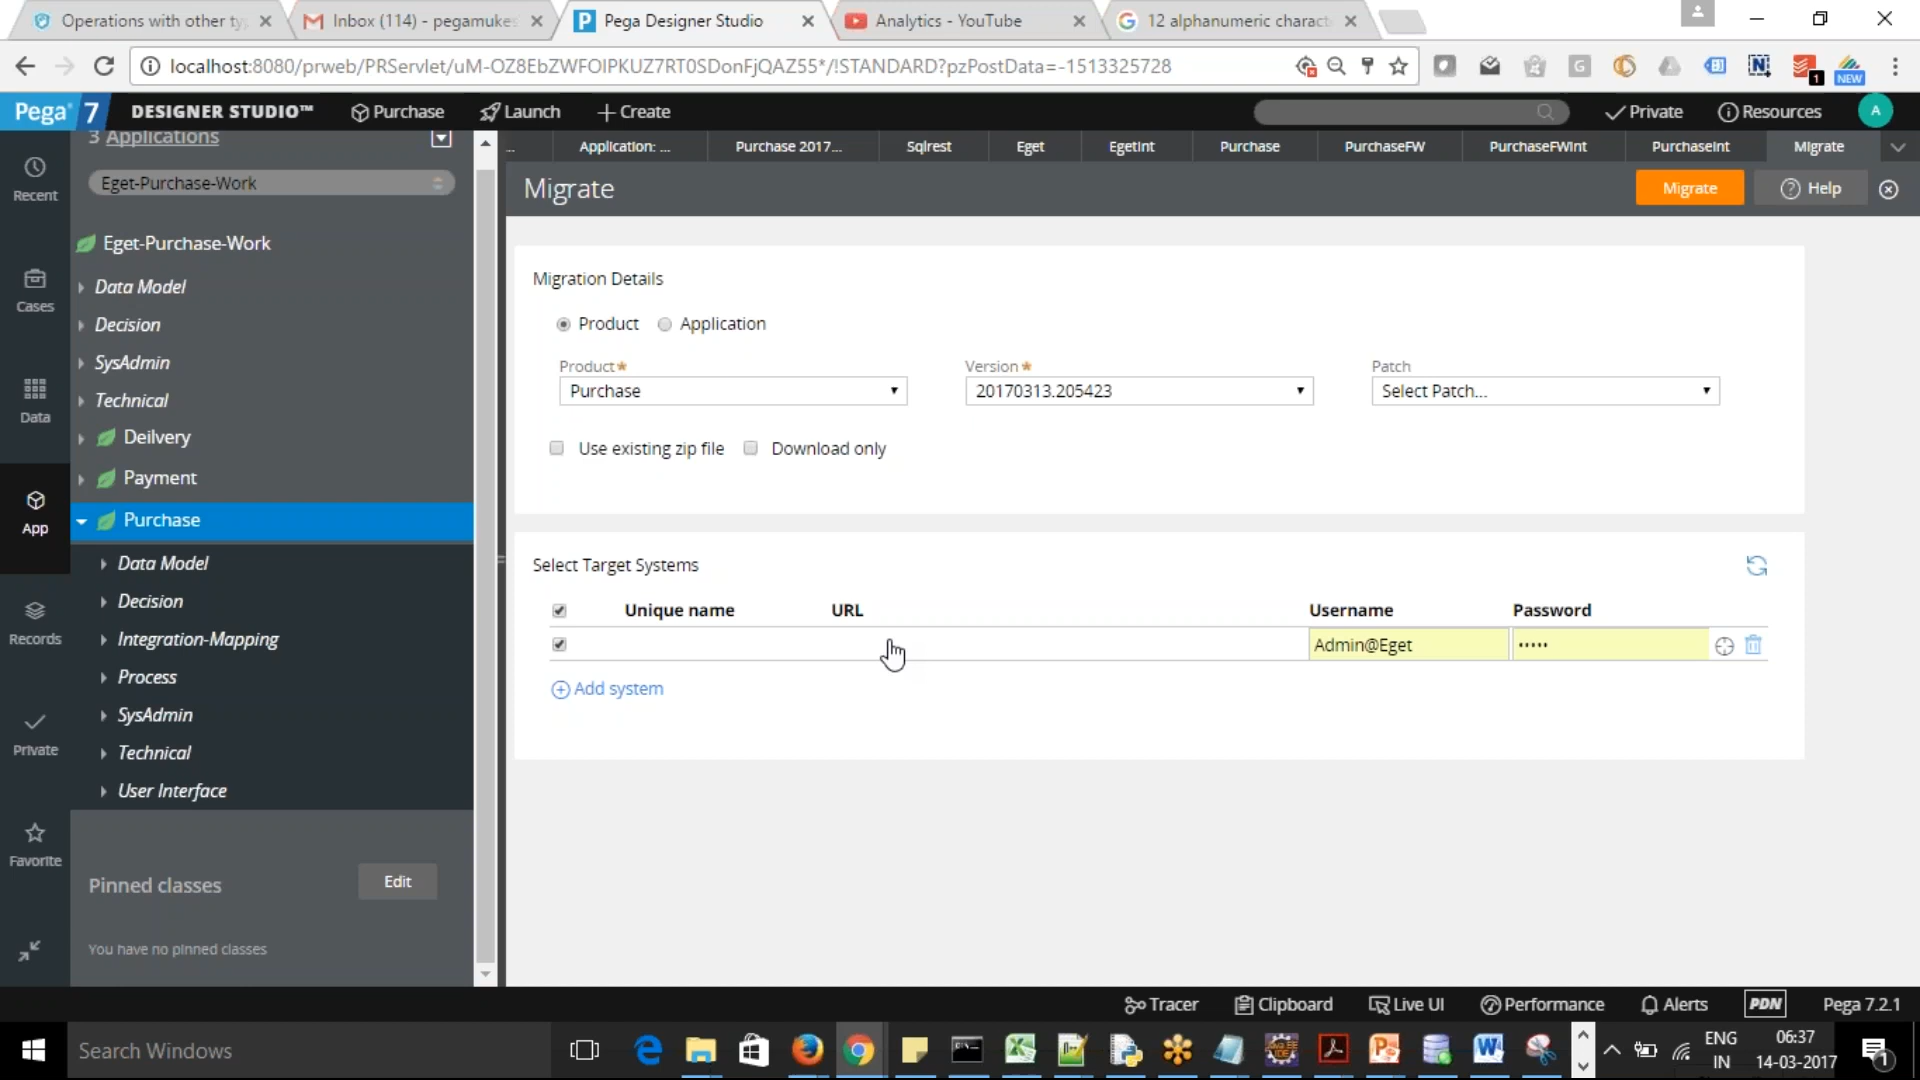 Operations with other ty
Inbox (114) - pegamukes
Pega Designer Studio
Analytics - YouTube
12 alphanumeric charact
localhost:8080/prweb/PRServlet/uM-OZ8EbZWFOIPKUZ7RT0SDonFjQAZ55*/!STANDARD?pzPostData=-1513325728
Pega 7
DESIGNER STUDIO™
Purchase
Launch
Create
Private
Resources
A
3 Applications
... Application: ... Purchase 2017... Sqlrest Eget EgetInt Purchase PurchaseFW PurchaseFWInt PurchaseInt Migrate
Recent
Cases
Data
App
Records
Private
Favorite
Eget-Purchase-Work
Eget-Purchase-Work
Data Model
Decision
SysAdmin
Technical
Deilvery
Payment
Purchase
Data Model
Decision
Integration-Mapping
Process
SysAdmin
Technical
User Interface
Pinned classes
Edit
You have no pinned classes
Migrate
Migrate
Help
Migration Details
Product
Application
Product*
Version*
Patch
Purchase
20170313.205423
Select Patch...
Use existing zip file
Download only
Select Target Systems
Unique name
URL
Username
Password
Admin@Eget
•••••
Add system
Tracer
Clipboard
Live UI
Performance
Alerts
PDN
Pega 7.2.1
Search Windows
ENG
IN
06:37
14-03-2017
1
NEW
1